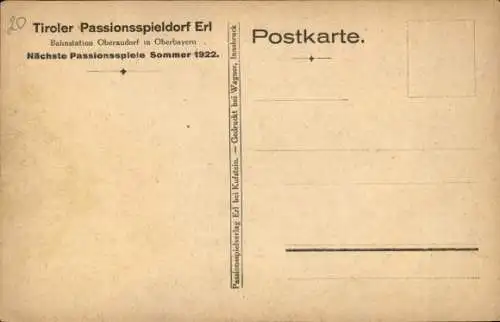 20
Tiroler Passionsspieldorf Erl
Bahnstation Oberaudorf in Oberbayern
Nächste Passionsspiele Sommer 1922.
Passionsspielverlag Erl bei Kufstein. — Gedruckt bei Wagner, Innsbruck
Postkarte.